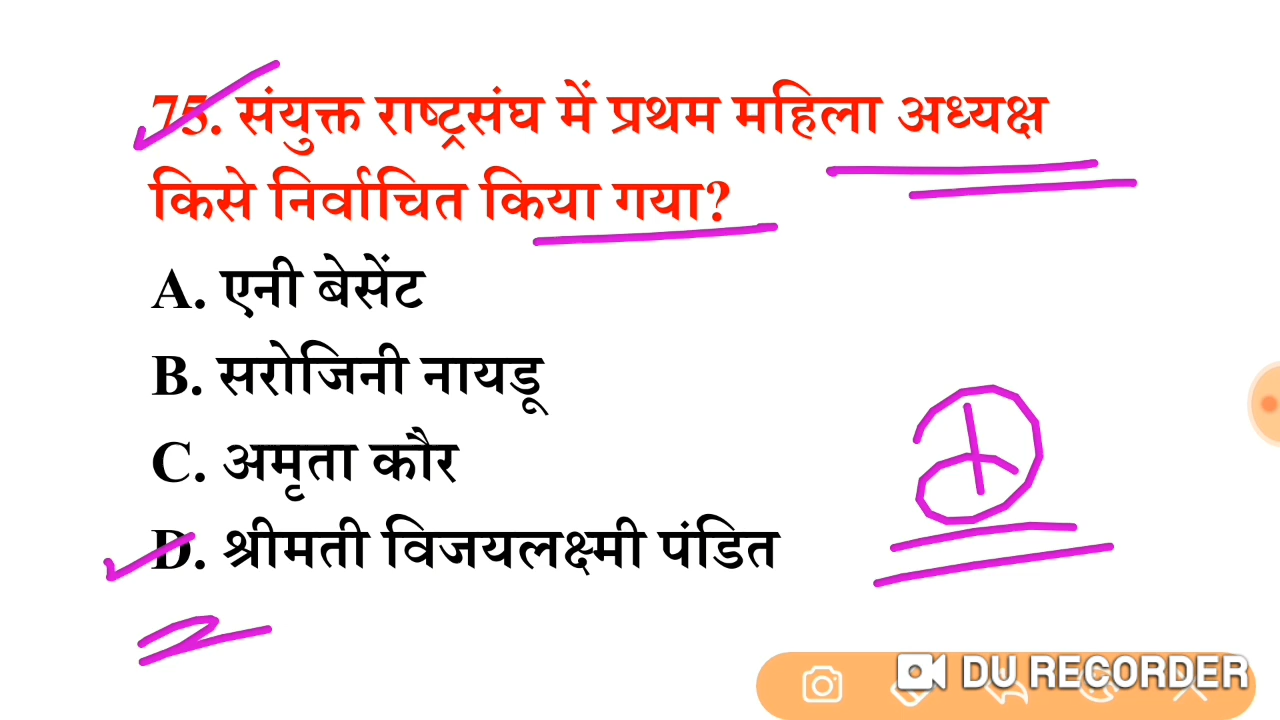 75. संयुक्त राष्ट्रसंघ में प्रथम महिला अध्यक्ष
किसे निर्वाचित किया गया?
A. एनी बेसेंट
B. सरोजिनी नायडू
C. अमृता कौर
D. श्रीमती विजयलक्ष्मी पंडित
D
DU RECORDER